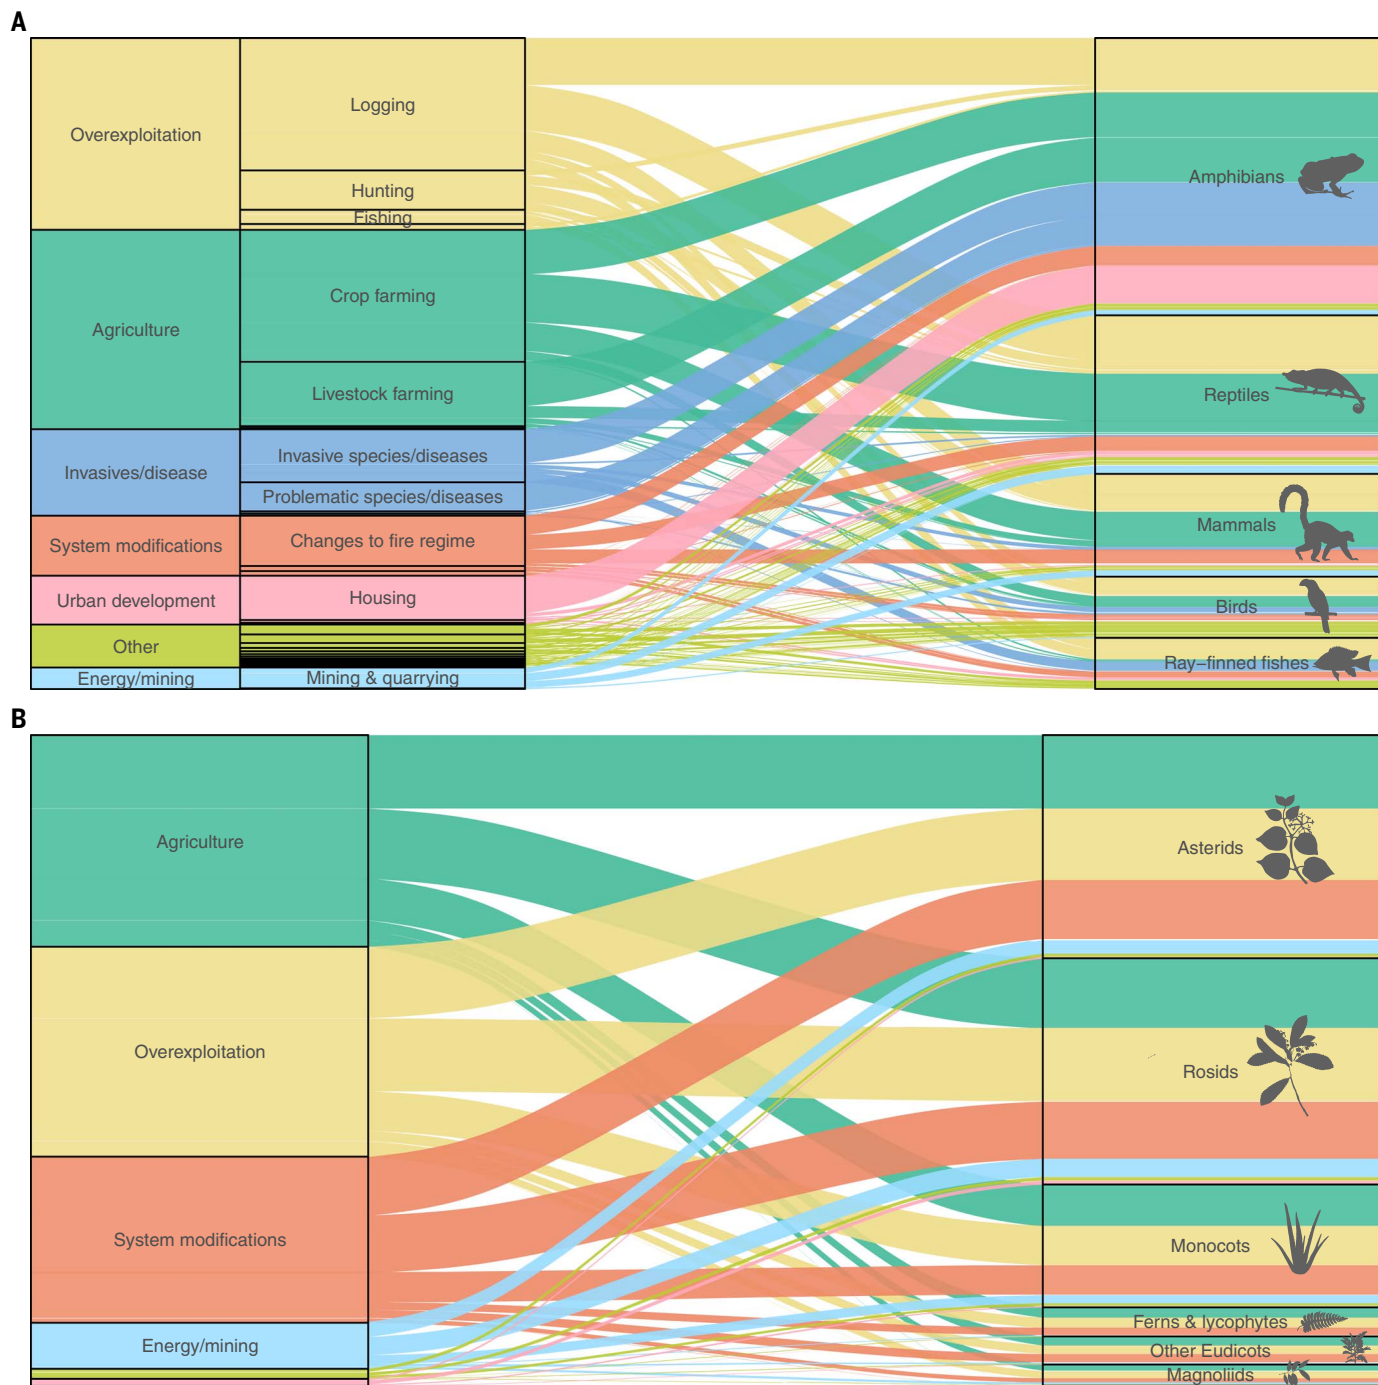 A
Overexploitation
Logging
Hunting
Fishing
Agriculture
Crop farming
Livestock farming
Invasives/disease
Invasive species/diseases
Problematic species/diseases
System modifications
Changes to fire regime
Urban development
Housing
Other
Energy/mining
Mining & quarrying
Amphibians
Reptiles
Mammals
Birds
Ray–finned fishes
B
Agriculture
Overexploitation
System modifications
Energy/mining
Asterids
Rosids
Monocots
Ferns & lycophytes
Other Eudicots
Magnoliids